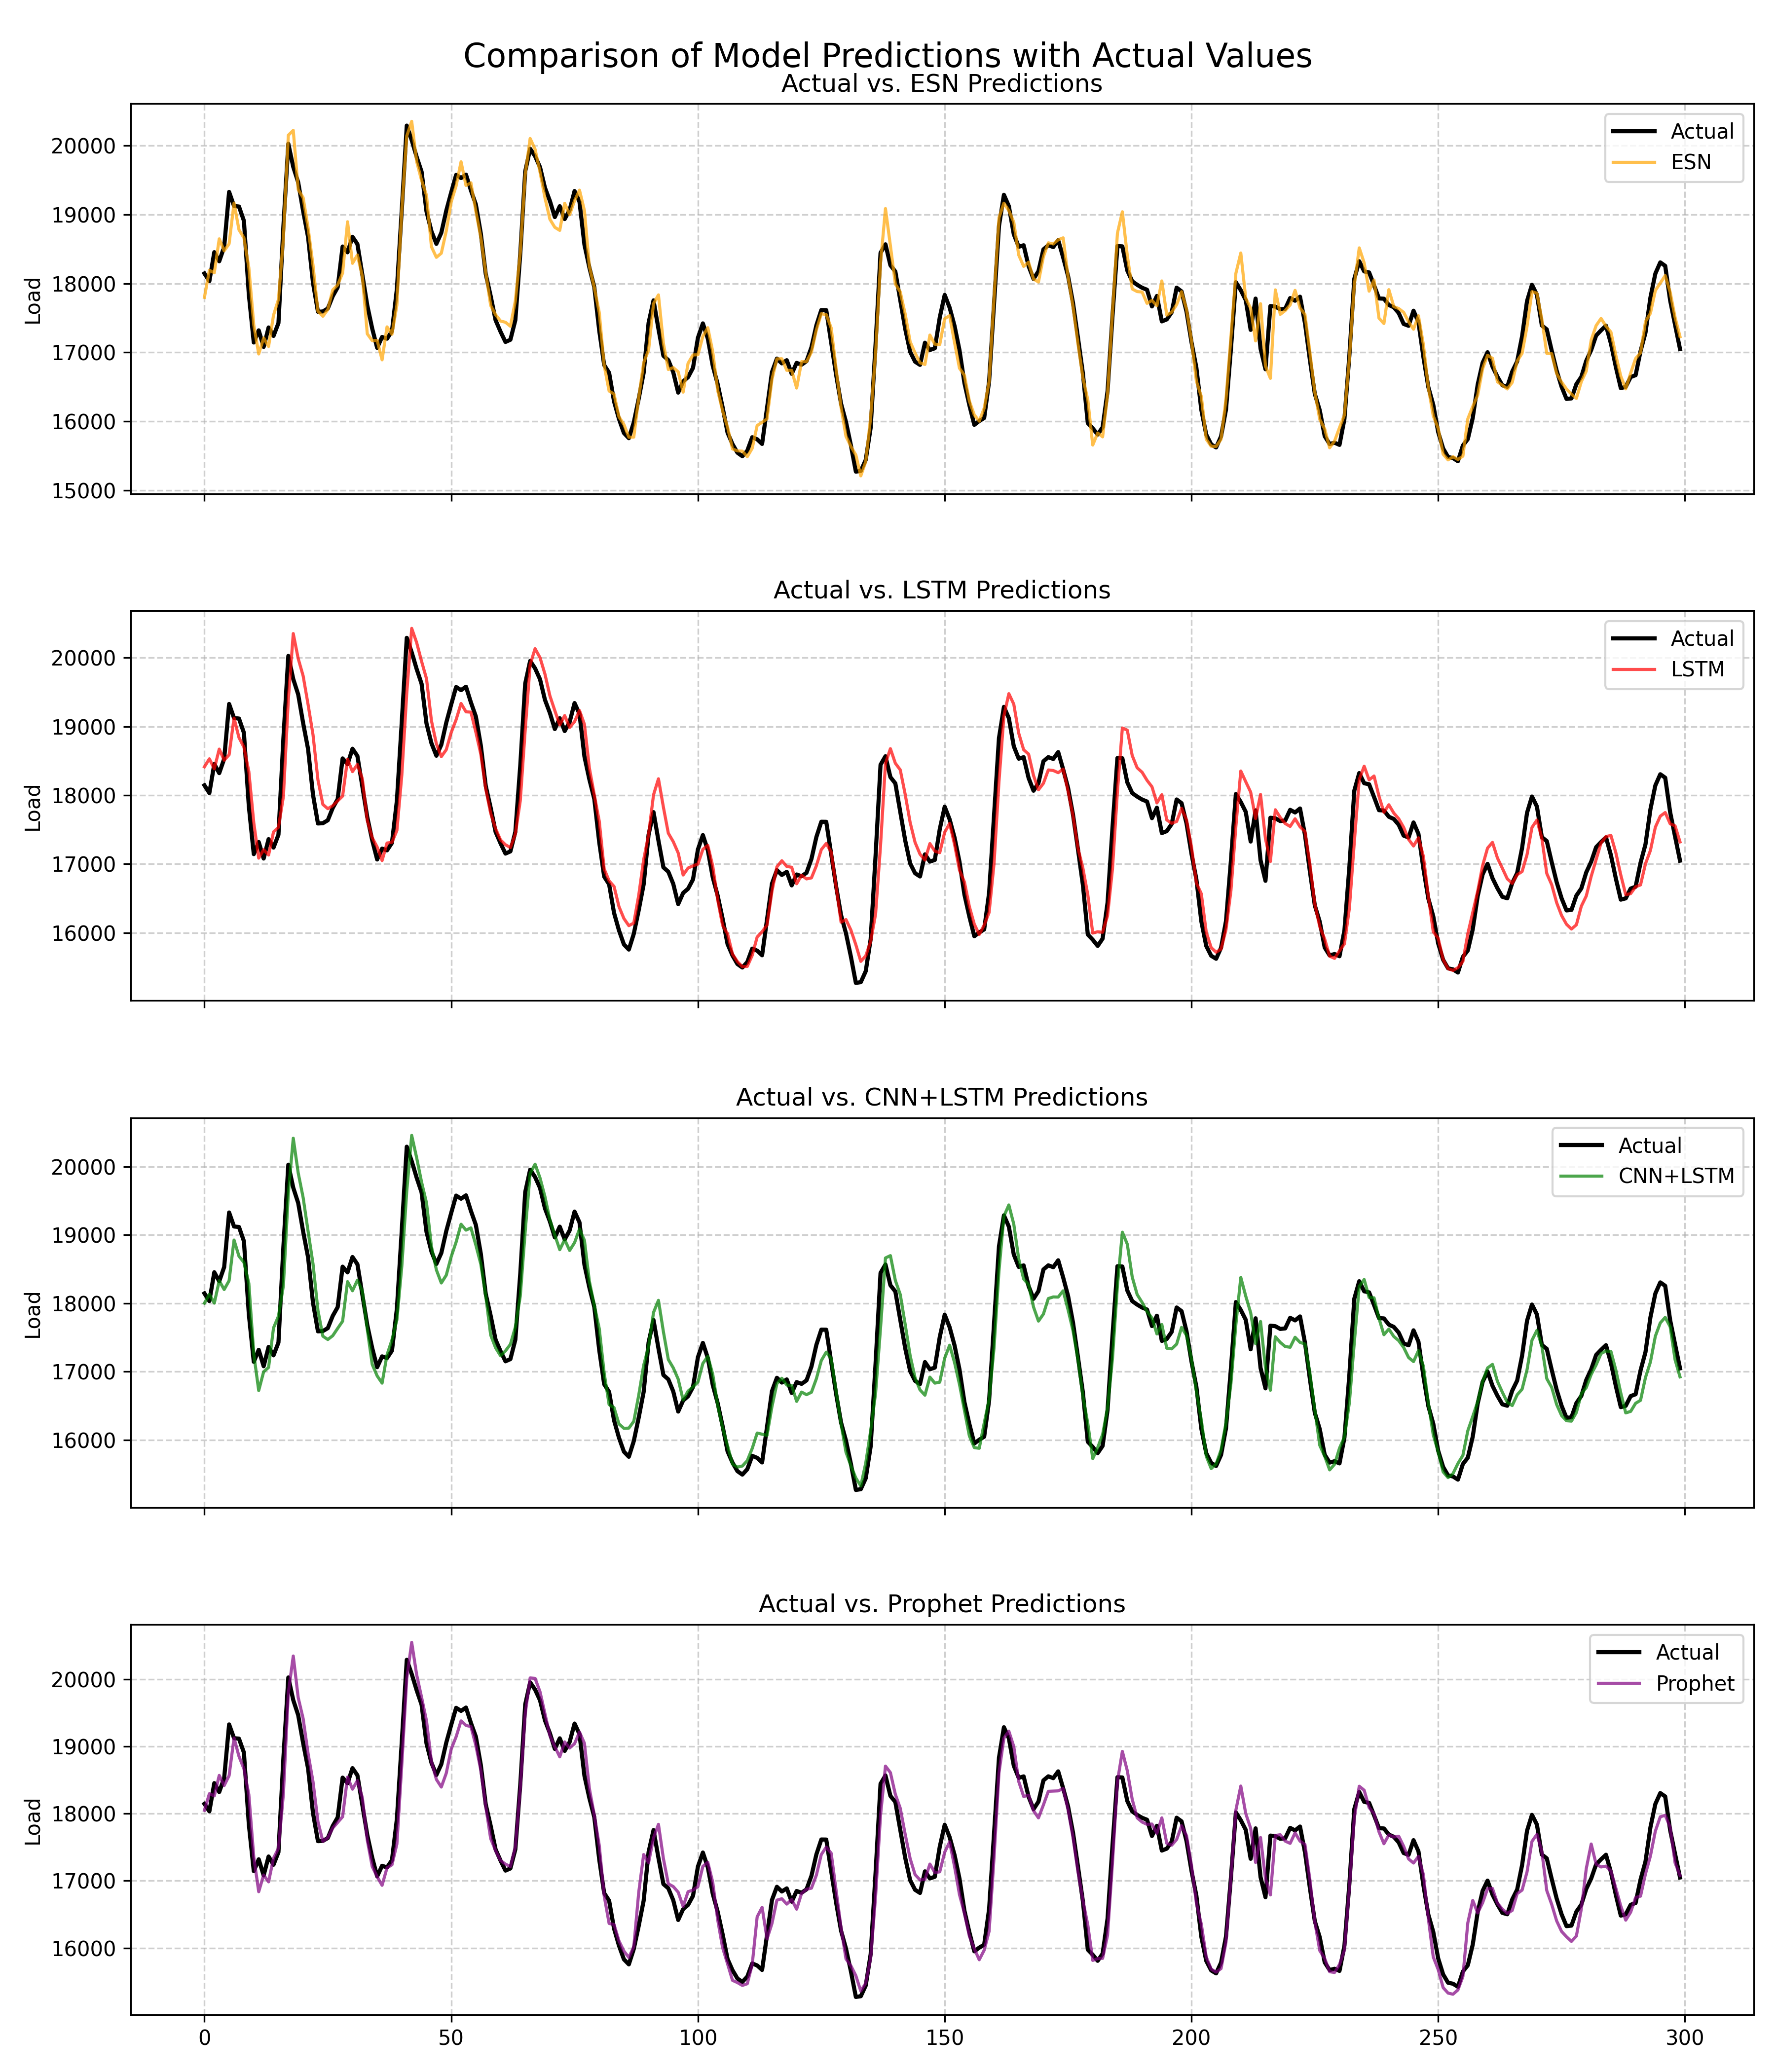 Comparison of Model Predictions with Actual Values
Actual vs. ESN Predictions
Load
20000
19000
18000
17000
16000
15000
Actual
ESN
Actual vs. LSTM Predictions
Load
20000
19000
18000
17000
16000
Actual
LSTM
Actual vs. CNN+LSTM Predictions
Load
20000
19000
18000
17000
16000
Actual
CNN+LSTM
Actual vs. Prophet Predictions
Load
20000
19000
18000
17000
16000
Actual
Prophet
0 50 100 150 200 250 300